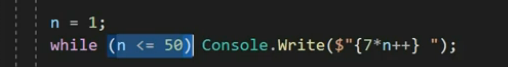 n = 1;
while (n <= 50) Console.Write($"{7*n++} ");